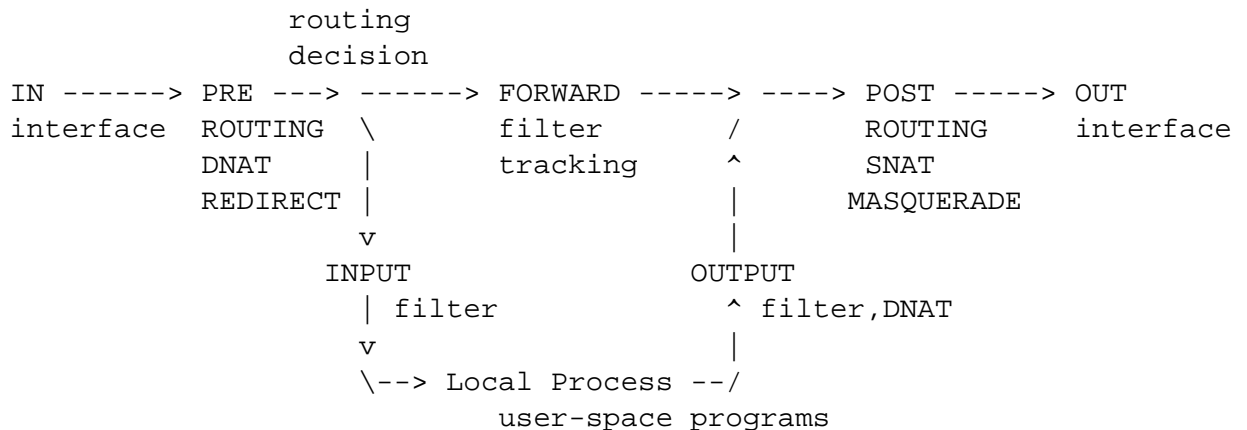 routing
decision
IN ------> PRE ---> ------> FORWARD -----> ----> POST -----> OUT
interface ROUTING \ filter / ROUTING interface
DNAT | tracking ^ SNAT
REDIRECT | | MASQUERADE
v |
INPUT OUTPUT
| filter ^ filter,DNAT
v |
\--> Local Process --/
user-space programs